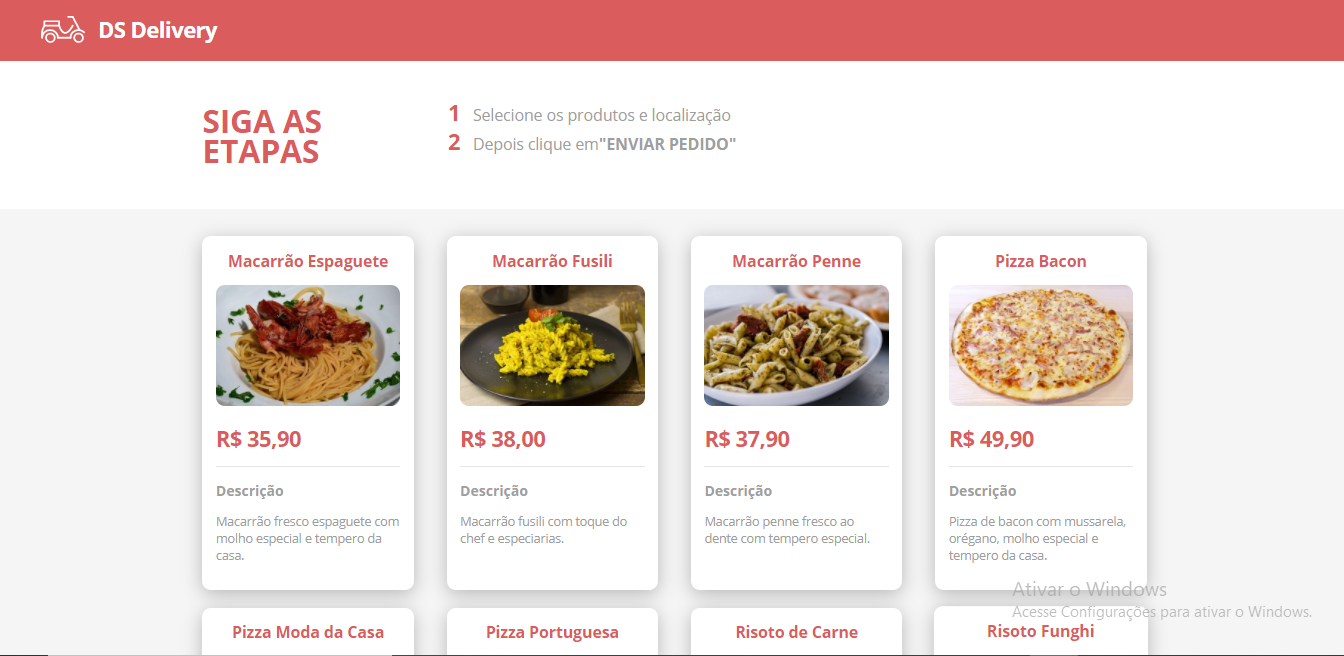 DS Delivery
SIGA AS
ETAPAS
1 Selecione os produtos e localização
2 Depois clique em"ENVIAR PEDIDO"
Macarrão Espaguete
R$ 35,90
Descrição
Macarrão fresco espaguete com
molho especial e tempero da
casa.
Macarrão Fusili
R$ 38,00
Descrição
Macarrão fusili com toque do
chef e especiarias.
Macarrão Penne
R$ 37,90
Descrição
Macarrão penne fresco ao
dente com tempero especial.
Pizza Bacon
R$ 49,90
Descrição
Pizza de bacon com mussarela,
orégano, molho especial e
tempero da casa.
Ativar o Windows
Acesse Configurações para ativar o Windows.
Pizza Moda da Casa
Pizza Portuguesa
Risoto de Carne
Risoto Funghi